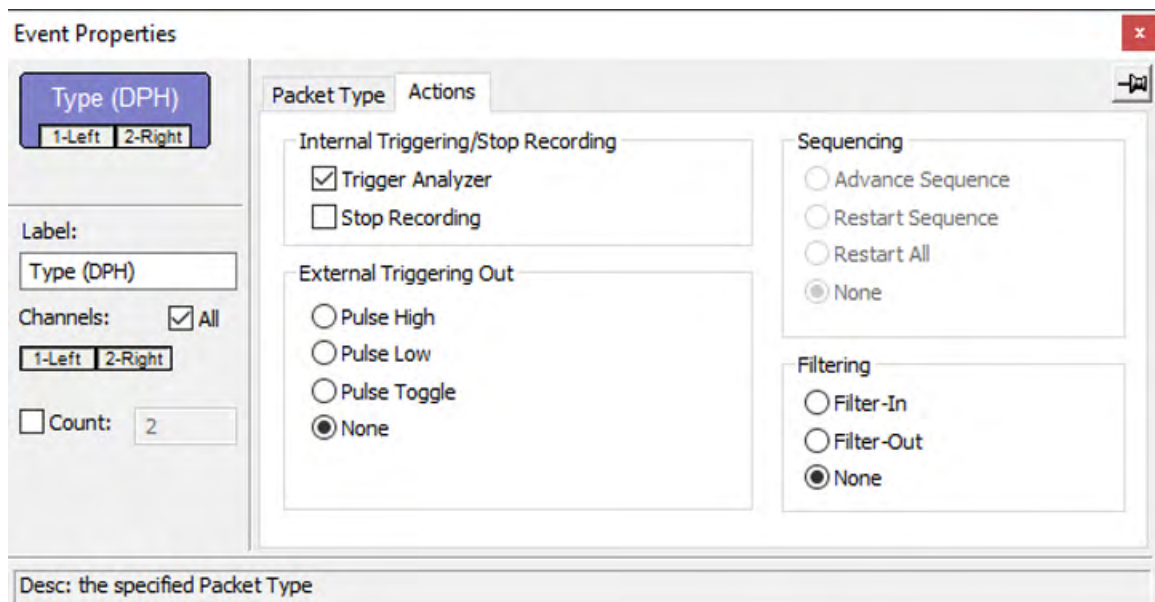 Event Properties
x
Type (DPH)
1-Left 2-Right
Label:
Type (DPH)
Channels: All
1-Left 2-Right
Count: 2
Packet Type Actions
Internal Triggering/Stop Recording
Trigger Analyzer
Stop Recording
External Triggering Out
Pulse High
Pulse Low
Pulse Toggle
None
Sequencing
Advance Sequence
Restart Sequence
Restart All
None
Filtering
Filter-In
Filter-Out
None
Desc: the specified Packet Type